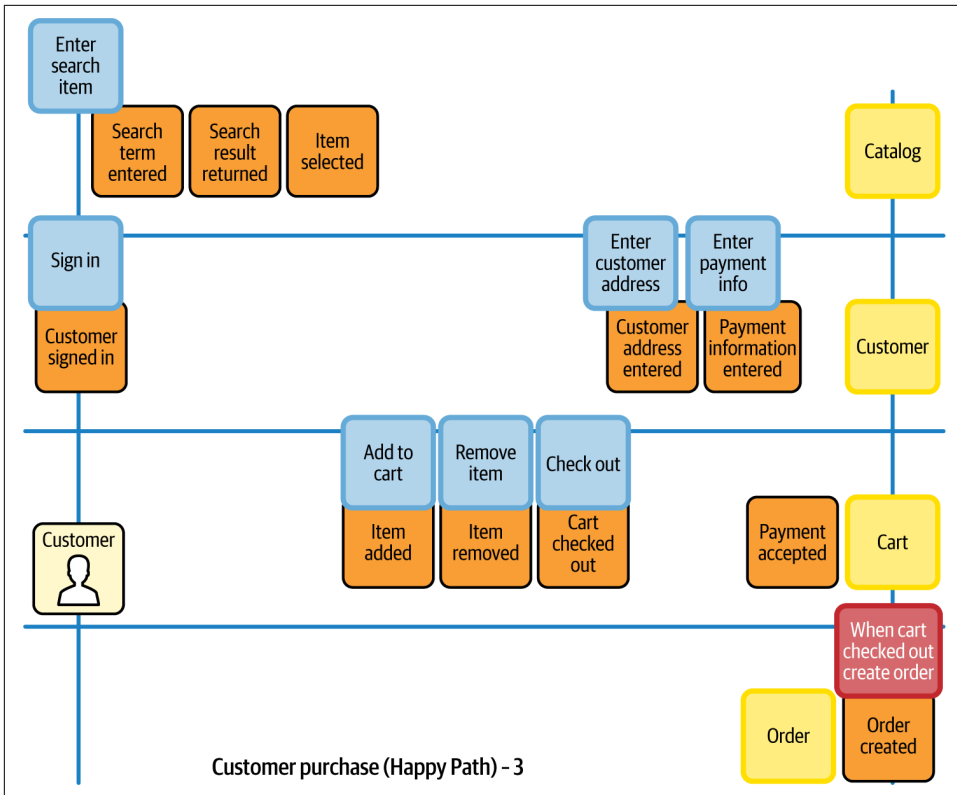 Enter
search
item
Search
term
entered
Search
result
returned
Item
selected
Catalog
Sign in
Customer
signed in
Enter
customer
address
Enter
payment
info
Customer
address
entered
Payment
information
entered
Customer
Add to
cart
Remove
item
Check out
Item
added
Item
removed
Cart
checked
out
Customer
Payment
accepted
Cart
When cart
checked out
create order
Order
Order
created
Customer purchase (Happy Path) – 3